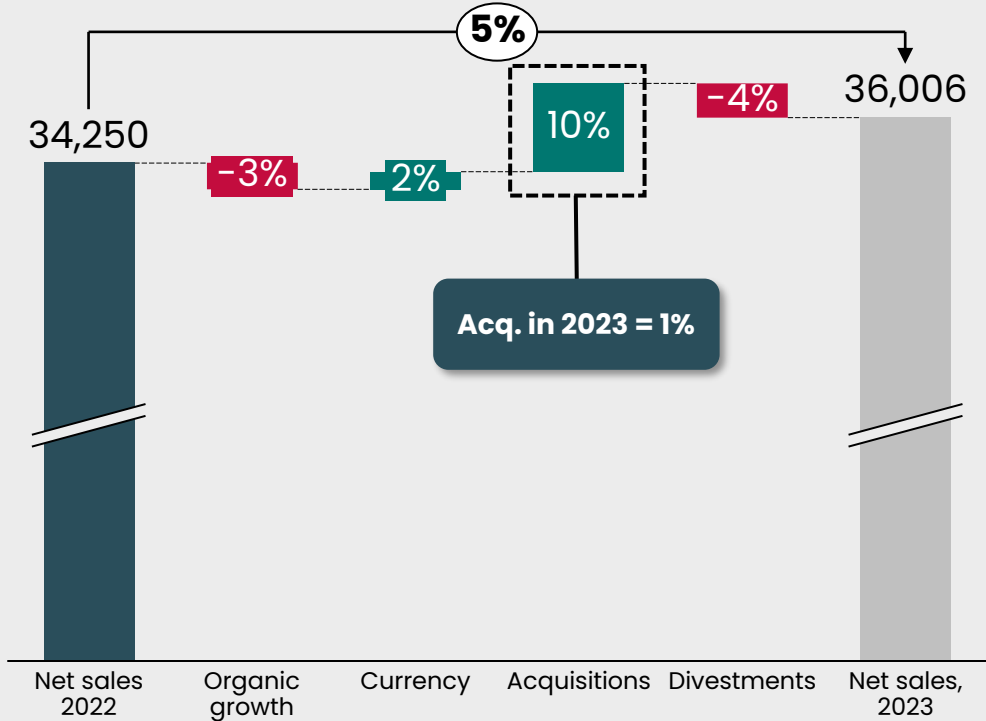 5%
34,250
-3%
2%
10%
-4%
36,006
Acq. in 2023 = 1%
Net sales
2022
Organic
growth
Currency
Acquisitions
Divestments
Net sales,
2023